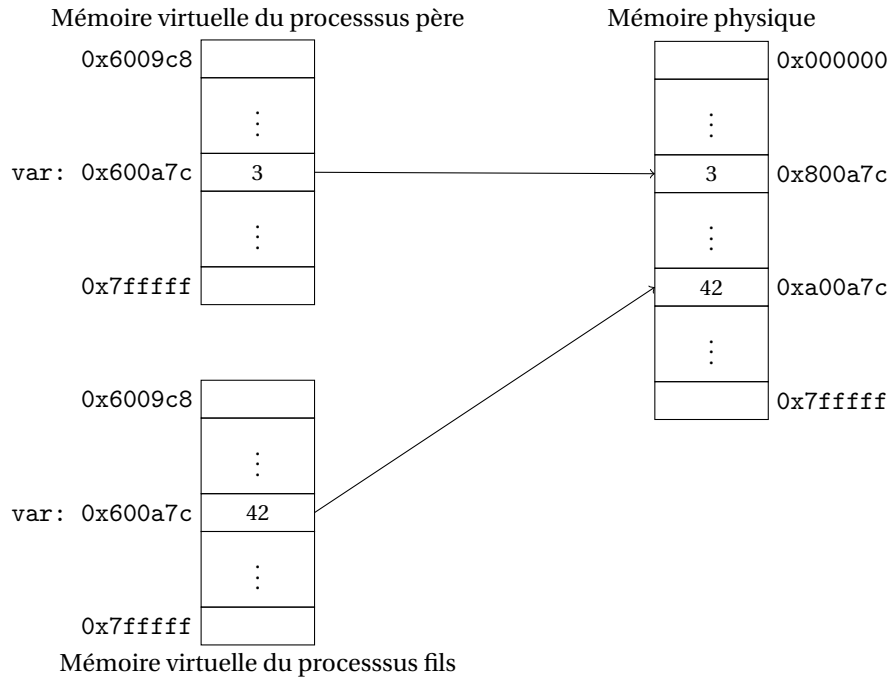 Mémoire virtuelle du processsus père
0x6009c8
⋮
var: 0x600a7c 3
⋮
0x7fffff
Mémoire physique
0x000000
⋮
3 0x800a7c
⋮
42 0xa00a7c
⋮
0x7fffff
0x6009c8
⋮
var: 0x600a7c 42
⋮
0x7fffff
Mémoire virtuelle du processsus fils